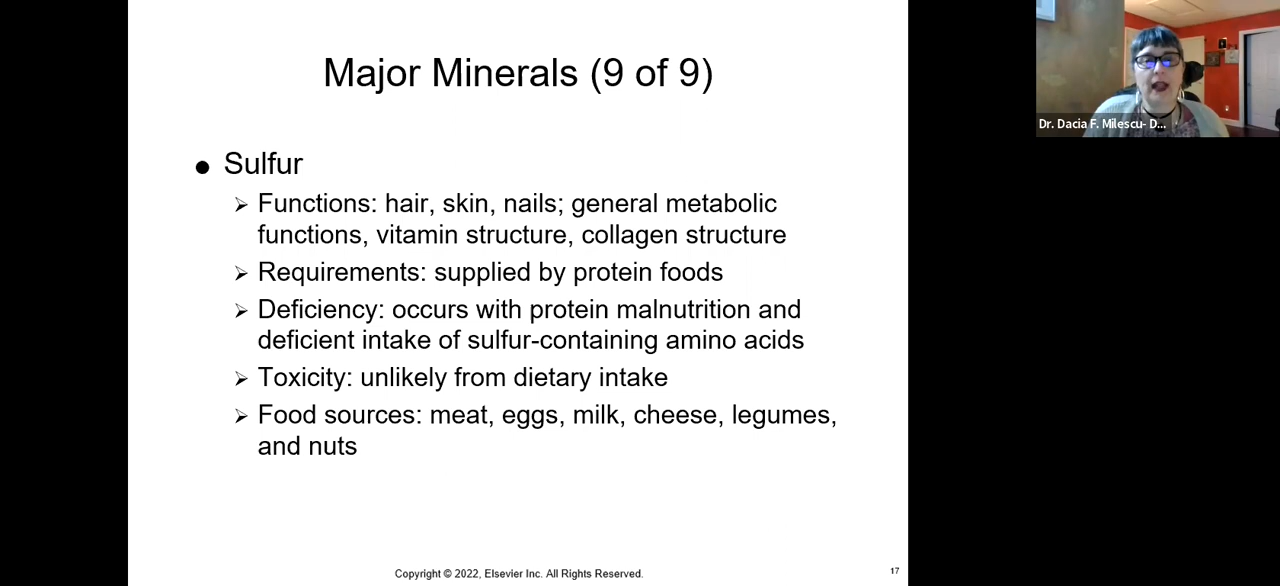 Major Minerals (9 of 9)
● Sulfur
➢ Functions: hair, skin, nails; general metabolic
functions, vitamin structure, collagen structure
➢ Requirements: supplied by protein foods
➢ Deficiency: occurs with protein malnutrition and
deficient intake of sulfur-containing amino acids
➢ Toxicity: unlikely from dietary intake
➢ Food sources: meat, eggs, milk, cheese, legumes,
and nuts
Copyright © 2022, Elsevier Inc. All Rights Reserved.
17
Dr. Dacia F. Milescu- D...